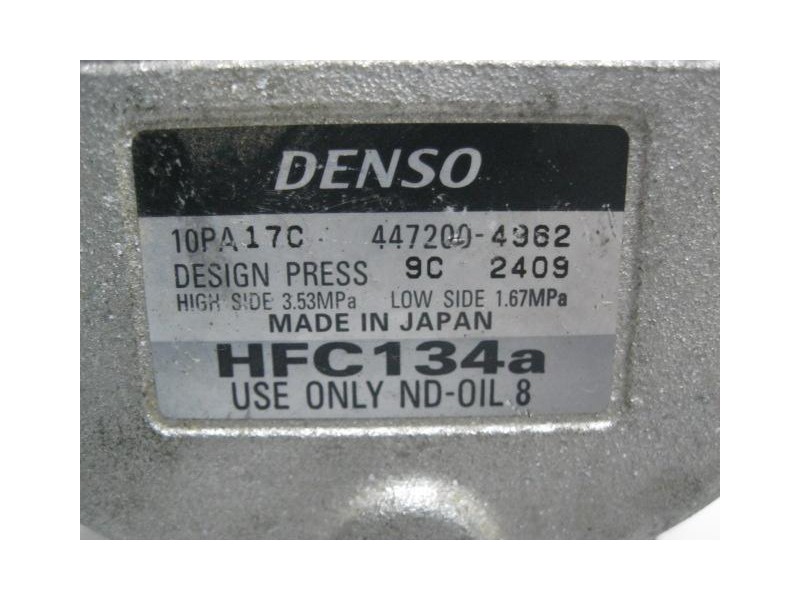 DENSO
10PA17C 447200-4962
DESIGN PRESS 9C 2409
HIGH SIDE 3.53MPa LOW SIDE 1.67MPa
MADE IN JAPAN
HFC134a
USE ONLY ND-OIL 8